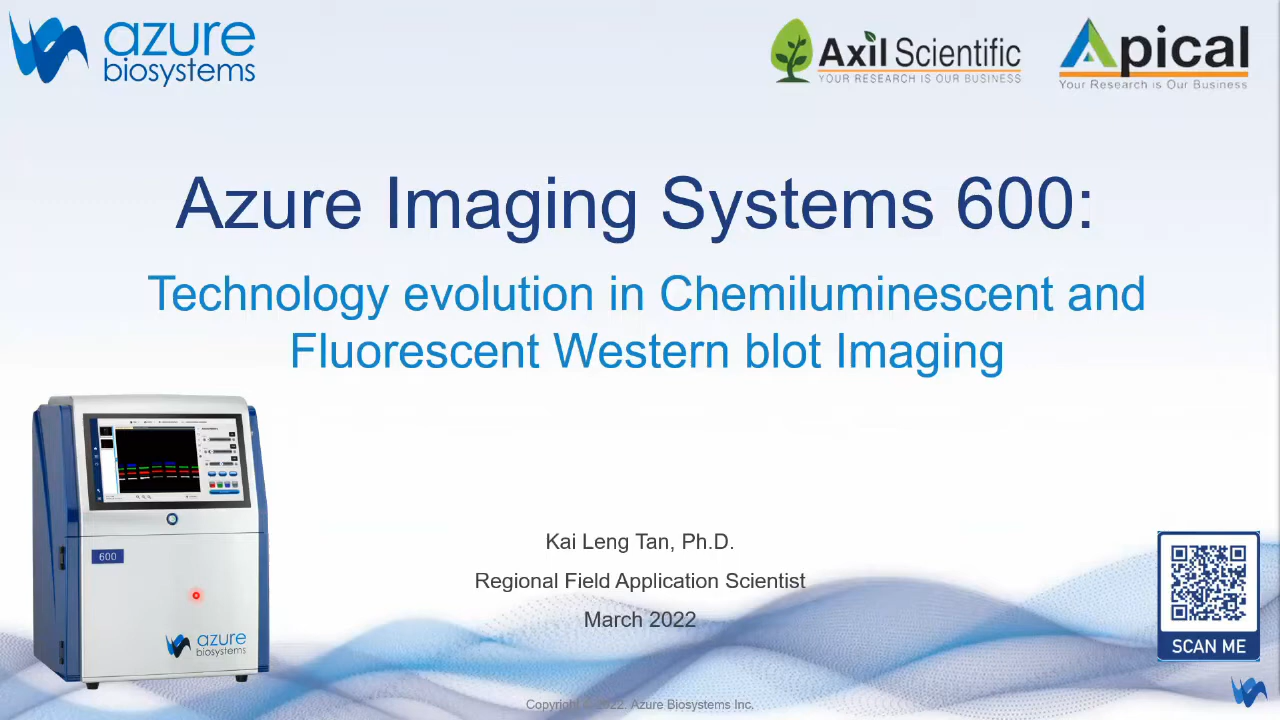 azure
biosystems
Axil Scientific
YOUR RESEARCH IS OUR BUSINESS
Apical
Your Research is Our Business
Azure Imaging Systems 600:
Technology evolution in Chemiluminescent and
Fluorescent Western blot Imaging
600
azure
biosystems
Kai Leng Tan, Ph.D.
Regional Field Application Scientist
March 2022
SCAN ME
Copyright © 2022. Azure Biosystems Inc.